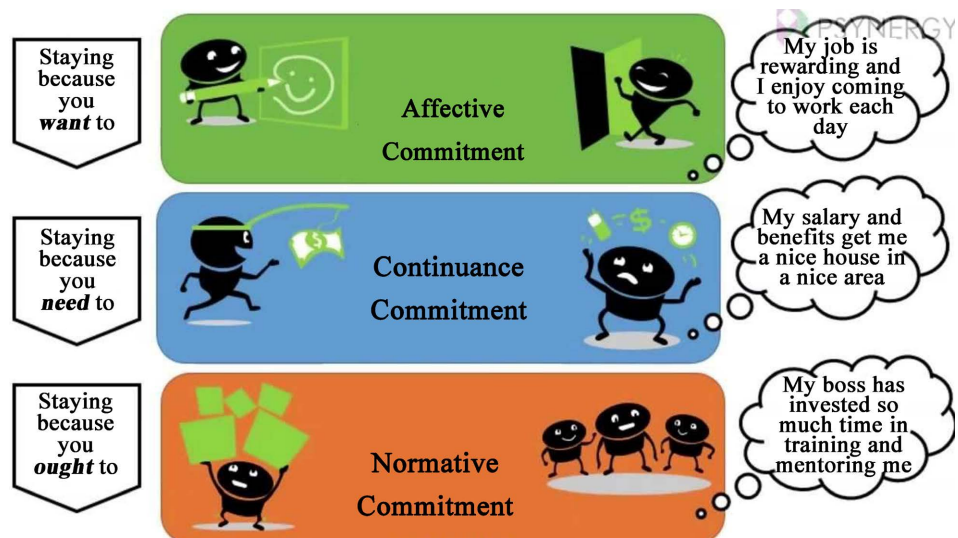 PSYNERGY
Staying
because
you
want to
Affective
Commitment
My job is
rewarding and
I enjoy coming
to work each
day
Staying
because
you
need to
Continuance
Commitment
$
$
My salary and
benefits get me
a nice house in
a nice area
Staying
because
you
ought to
Normative
Commitment
My boss has
invested so
much time in
training and
mentoring me